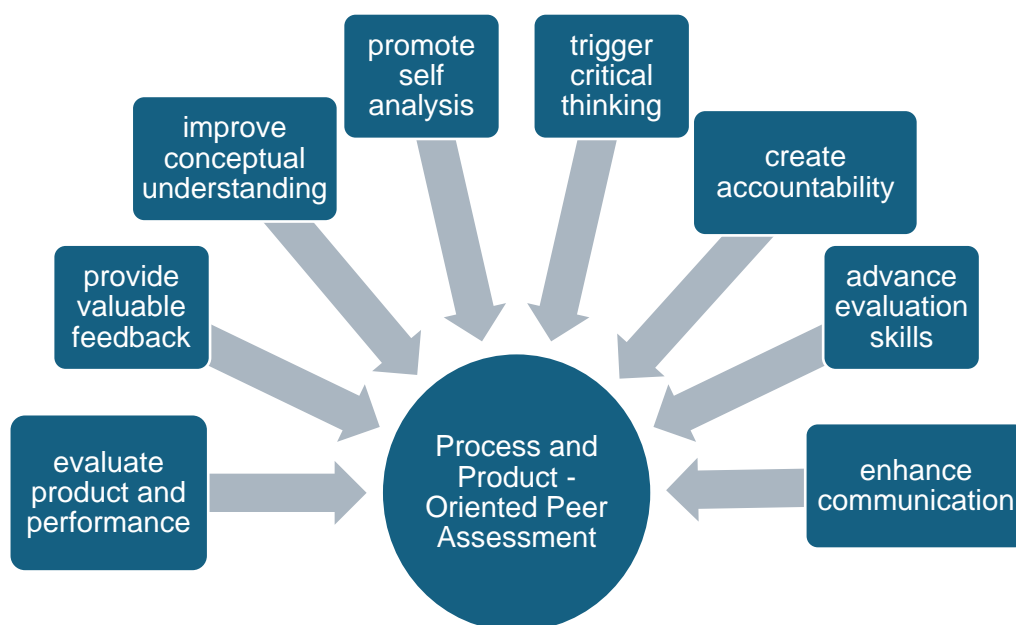 promote
self
analysis
trigger
critical
thinking
improve
conceptual
understanding
create
accountability
provide
valuable
feedback
advance
evaluation
skills
evaluate
product and
performance
Process and
Product -
Oriented Peer
Assessment
enhance
communication